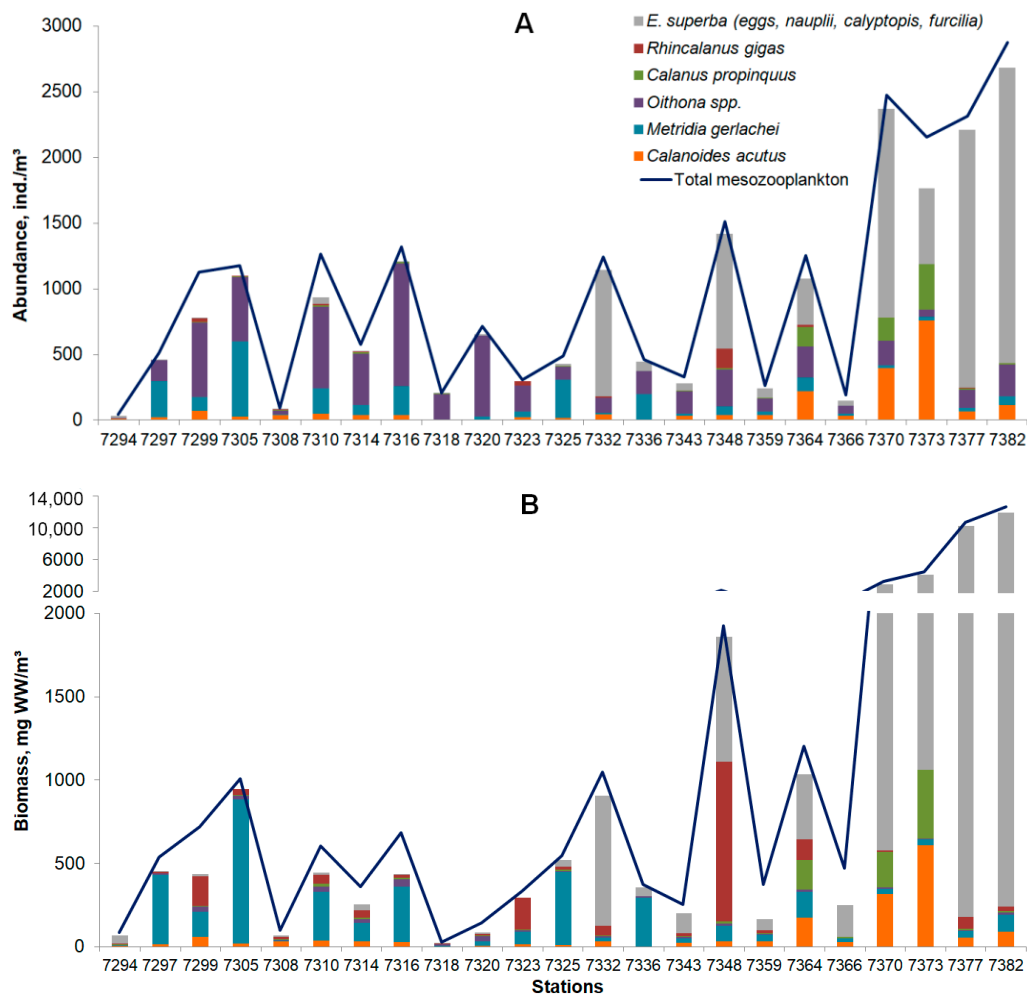 A
E. superba (eggs, nauplii, calyptopis, furcilia)
Rhincalanus gigas
Calanus propinquus
Oithona spp.
Metridia gerlachei
Calanoides acutus
Total mesozooplankton
Abundance, ind./m³
3000
2500
2000
1500
1000
500
0
7294 7297 7299 7305 7308 7310 7314 7316 7318 7320 7323 7325 7332 7336 7343 7348 7359 7364 7366 7370 7373 7377 7382
B
Biomass, mg WW/m³
14,000
10,000
6000
2000
2000
1500
1000
500
0
7294 7297 7299 7305 7308 7310 7314 7316 7318 7320 7323 7325 7332 7336 7343 7348 7359 7364 7366 7370 7373 7377 7382
Stations